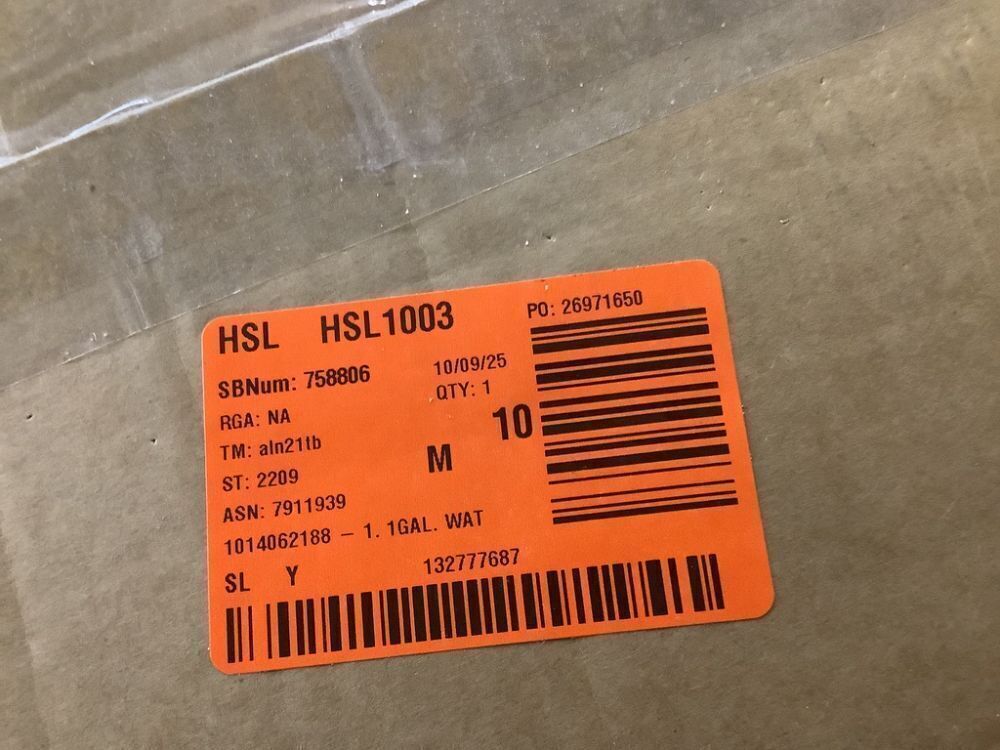 HSL HSL1003
PO: 26971650
SBNum: 758806
10/09/25
RGA: NA
QTY: 1
TM: aln21tb
10
ST: 2209
M
ASN: 7911939
1014062188 - 1. 1GAL. WAT
SL Y
132777687